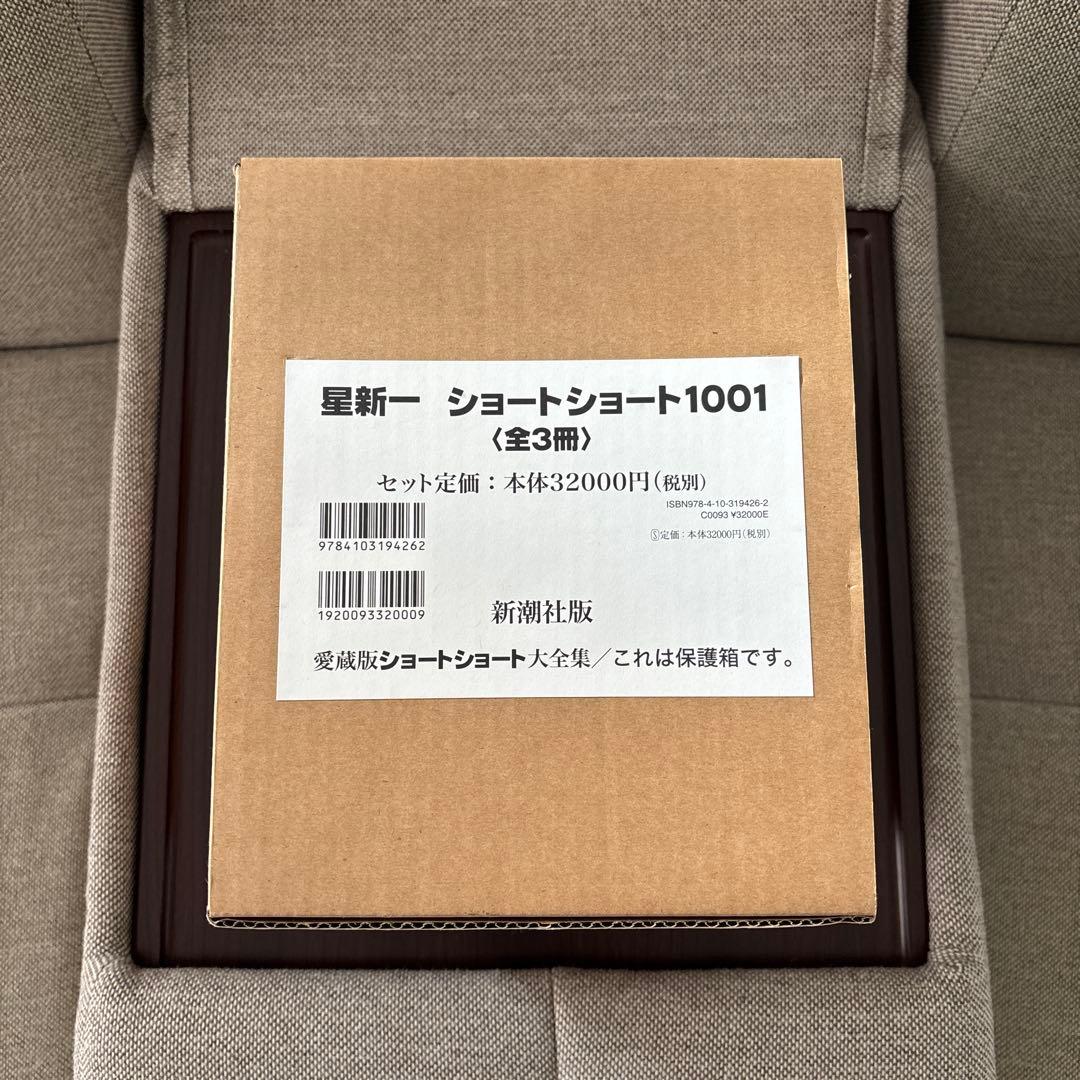 星新一 ショートショート1001
〈全3冊〉
セット定価：本体32000円（税別）
ISBN978-4-10-319426-2
C0093 ¥32000E
Ⓢ定価：本体32000円（税別）
9784103194262
1920093320009
新潮社版
愛蔵版ショートショート大全集／これは保護箱です。